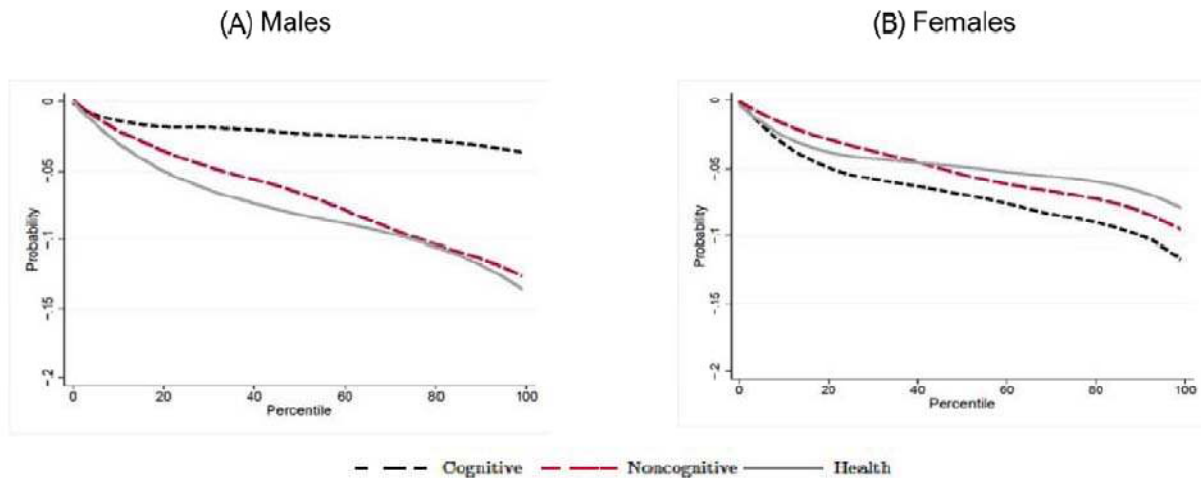 (A) Males
(B) Females
Probability
0
-.05
-.1
-.15
-.2
0 20 40 60 80 100
Percentile
Probability
0
-.05
-.1
-.15
-.2
0 20 40 60 80 100
Percentile
Cognitive Noncognitive Health